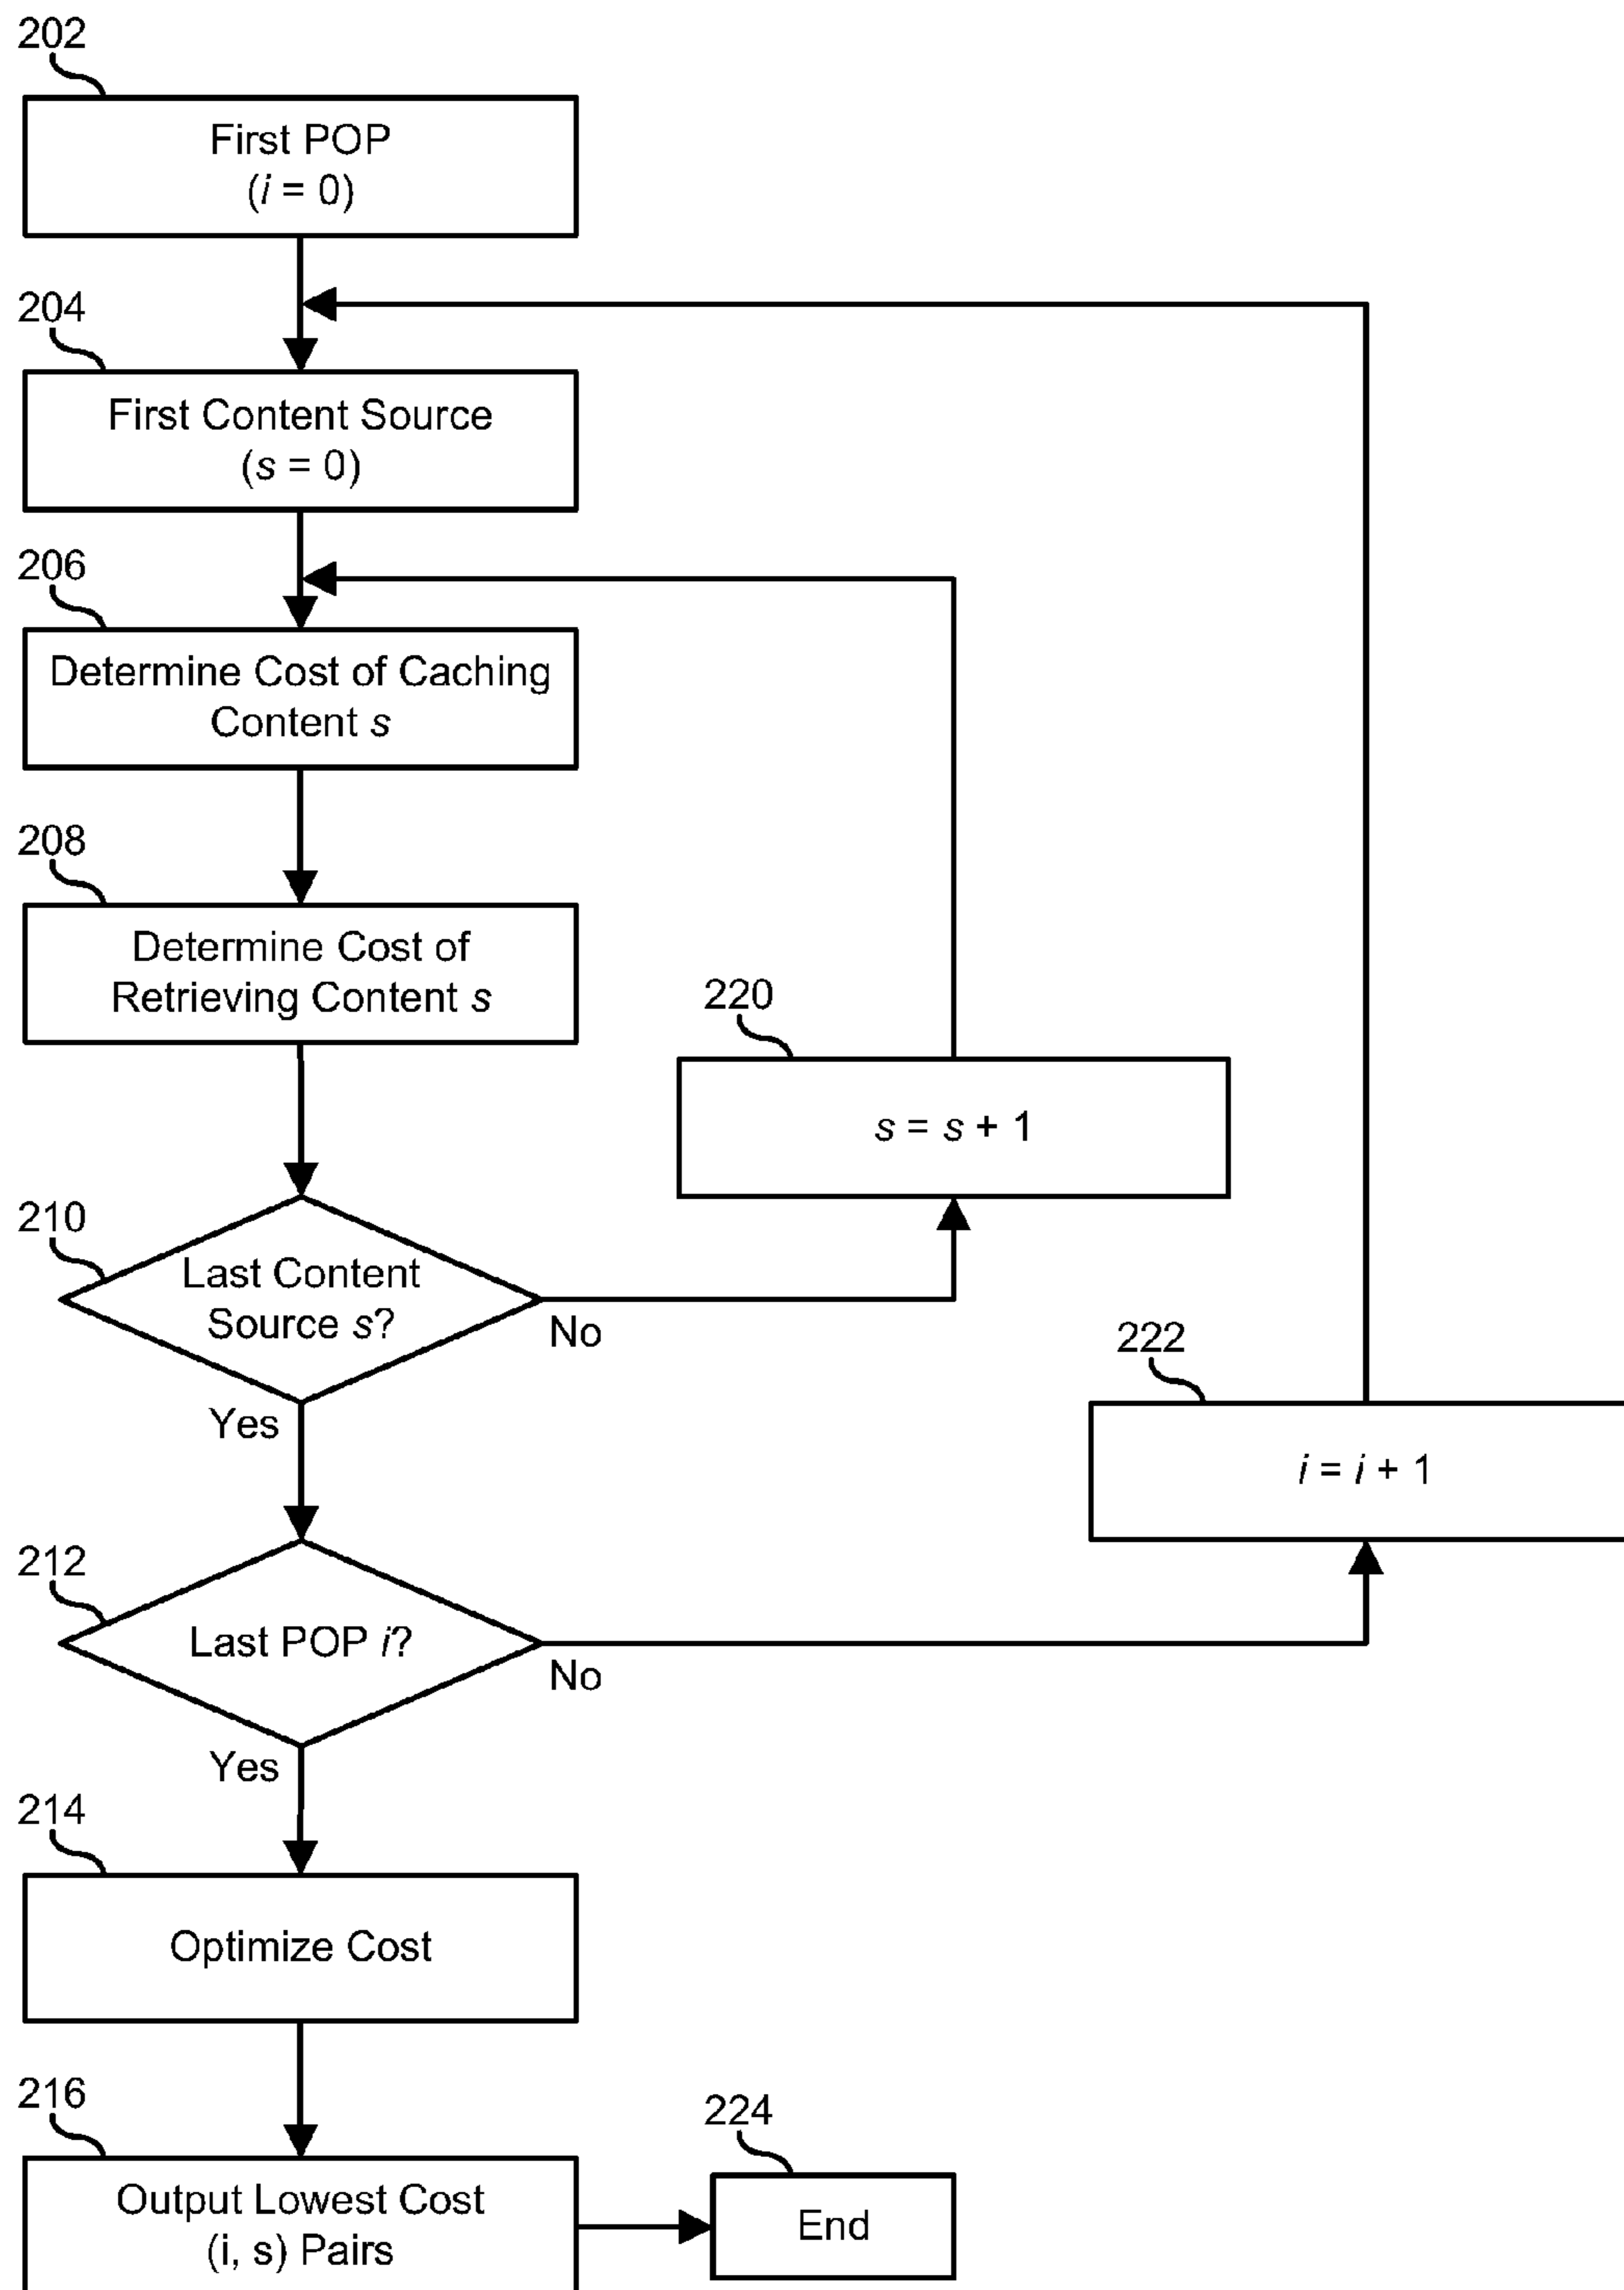 202
First POP
(i = 0)
204
First Content Source
(s = 0)
206
Determine Cost of Caching
Content s
208
Determine Cost of
Retrieving Content s
220
s = s + 1
210
Last Content
Source s?
No
Yes
222
i = i + 1
212
Last POP i?
No
Yes
214
Optimize Cost
216
Output Lowest Cost
(i, s) Pairs
224
End